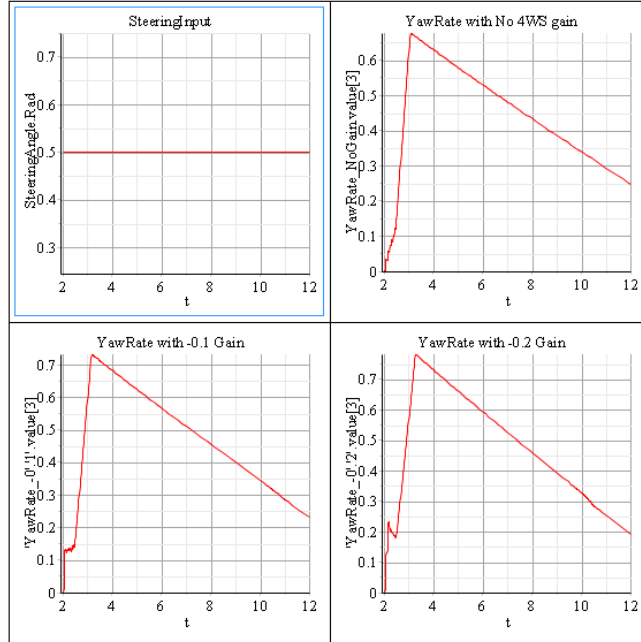 SteeringInput
SteeringAngle.Rad
0.7
0.6
0.5
0.4
0.3
2 4 6 8 10 12
t
YawRate with No 4WS gain
YawRate_NoGain.value[3]
0.6
0.5
0.4
0.3
0.2
0.1
0
2 4 6 8 10 12
t
YawRate with -0.1 Gain
'YawRate_-0'.'1'.value[3]
0.7
0.6
0.5
0.4
0.3
0.2
0.1
0
2 4 6 8 10 12
t
YawRate with -0.2 Gain
'YawRate_-0'.'2'.value[3]
0.7
0.6
0.5
0.4
0.3
0.2
0.1
0
2 4 6 8 10 12
t